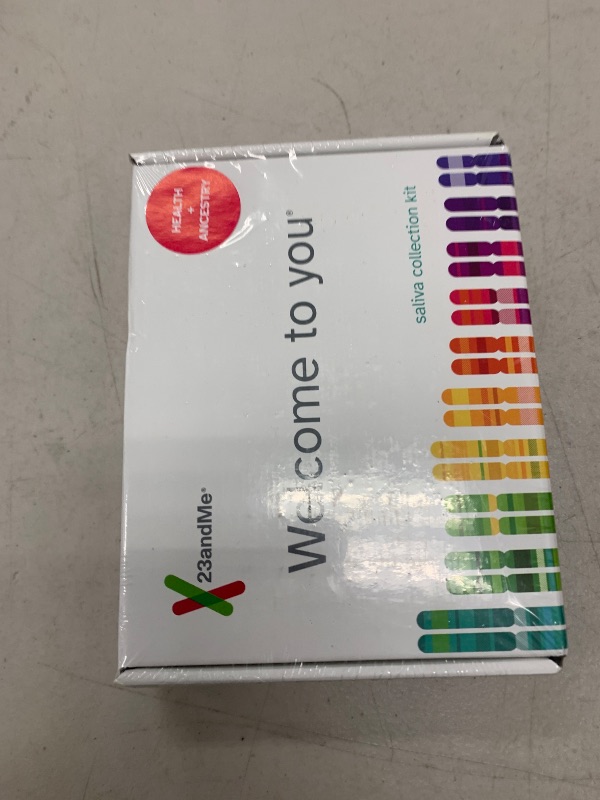 23andMe®
HEALTH
+
ANCESTRY
Welcome to you®
saliva collection kit